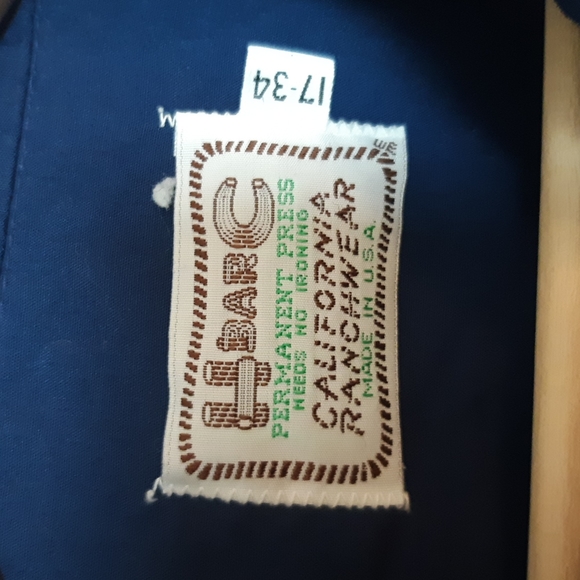 H BAR C
PERMANENT PRESS
NEEDS NO IRONING
CALIFORNIA
RANCHWEAR
MADE IN U.S.A.
17-34